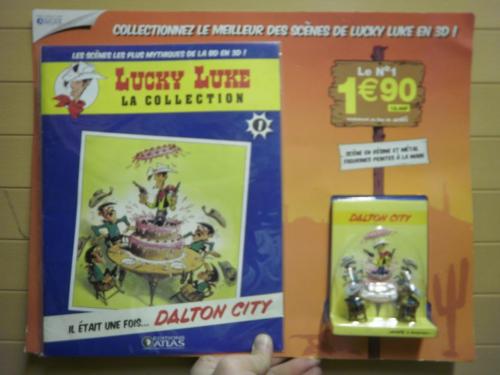 COLLECTIONNEZ LE MEILLEUR DES SCÈNES DE LUCKY LUKE EN 3D !
ATLAS
LES SCÈNES LES PLUS MYTHIQUES DE LA BD EN 3D !
LUCKY LUKE
LA COLLECTION
1
Le N°1
1€90
SCÈNE EN RÉSINE ET MÉTAL
FIGURINES PEINTES À LA MAIN
DALTON CITY
IL ÉTAIT UNE FOIS... DALTON CITY
ÉDITIONS
ATLAS